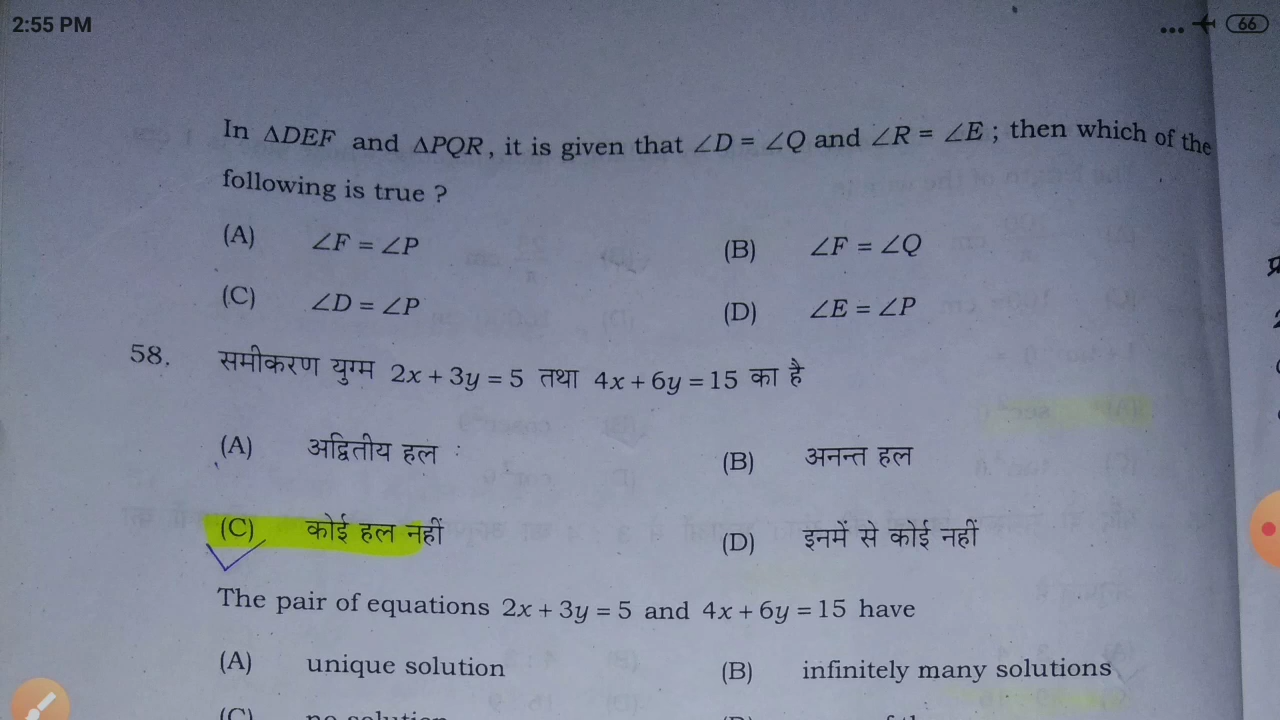 2:55 PM
66
In ΔDEF and ΔPQR, it is given that ∠D = ∠Q and ∠R = ∠E ; then which of the
following is true ?
(A) ∠F = ∠P (B) ∠F = ∠Q
(C) ∠D = ∠P (D) ∠E = ∠P
58. समीकरण युग्म 2x + 3y = 5 तथा 4x + 6y = 15 का है
(A) अद्वितीय हल (B) अनन्त हल
(C) कोई हल नहीं (D) इनमें से कोई नहीं
The pair of equations 2x + 3y = 5 and 4x + 6y = 15 have
(A) unique solution (B) infinitely many solutions
(C) no solution